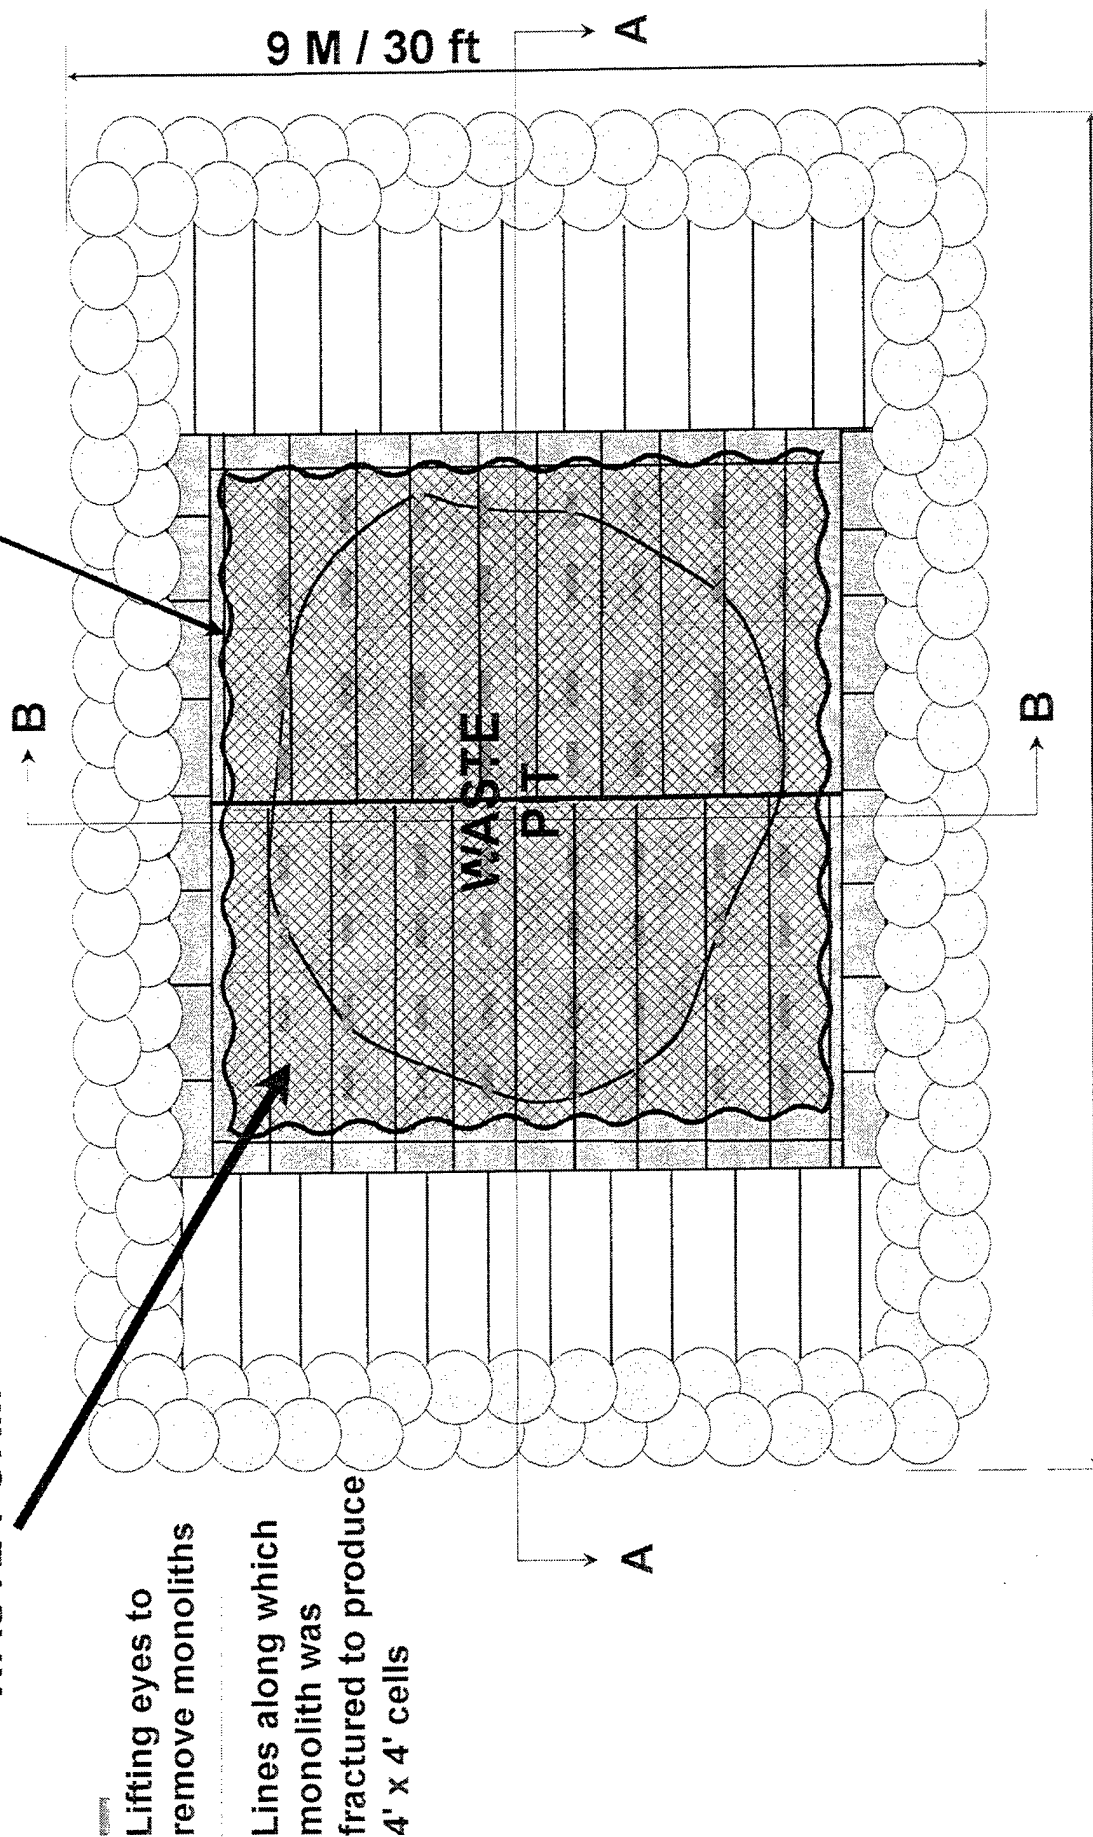 9 M / 30 ft
A
B
WASTE
PIT
B
A
Lifting eyes to
remove monoliths
Lines along which
monolith was
fractured to produce
4' x 4' cells